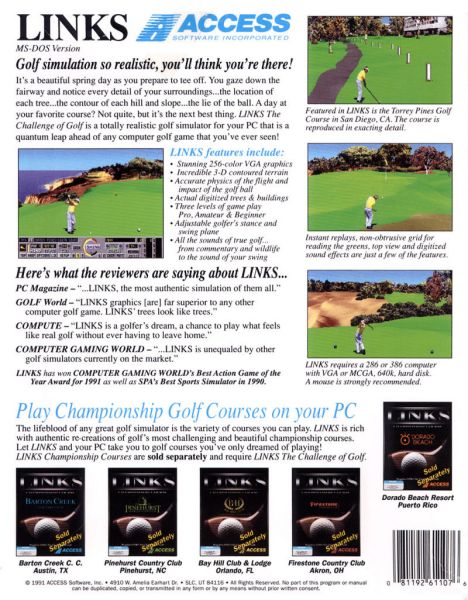 LINKS
ACCESS
SOFTWARE INCORPORATED
MS-DOS Version
Golf simulation so realistic, you'll think you're there!
It's a beautiful spring day as you prepare to tee off. You gaze down the
fairway and notice every detail of your surroundings...the location of
each tree...the contour of each hill and slope...the lie of the ball. A day at
your favorite course? Not quite, but it's the next best thing. LINKS The
Challenge of Golf is a totally realistic golf simulator for your PC that is a
quantum leap ahead of any computer golf game that you've ever seen!
Featured in LINKS is the Torrey Pines Golf
Course in San Diego, CA. The course is
reproduced in exacting detail.
LINKS features include:
• Stunning 256-color VGA graphics
• Incredible 3-D contoured terrain
• Accurate physics of the flight and
impact of the golf ball
• Actual digitized trees & buildings
• Three levels of game play
Pro, Amateur & Beginner
• Adjustable golfer's stance and
swing plane
• All the sounds of true golf...
from commentary and wildlife
to the sound of your swing
Instant replays, non-obtrusive grid for
reading the greens, top view and digitized
sound effects are just a few of the features.
Here's what the reviewers are saying about LINKS...
PC Magazine – "...LINKS, the most authentic simulation of them all."
GOLF World – "LINKS graphics [are] far superior to any other
computer golf game. LINKS' trees look like trees."
COMPUTE – "LINKS is a golfer's dream, a chance to play what feels
like real golf without ever having to leave home."
COMPUTER GAMING WORLD – "...LINKS is unequaled by other
golf simulators currently on the market."
LINKS has won COMPUTER GAMING WORLD's Best Action Game of the
Year Award for 1991 as well as SPA's Best Sports Simulator in 1990.
LINKS requires a 286 or 386 computer
with VGA or MCGA, 640k, hard disk.
A mouse is strongly recommended.
Play Championship Golf Courses on your PC
The lifeblood of any great golf simulator is the variety of courses you can play. LINKS is rich
with authentic re-creations of golf's most challenging and beautiful championship courses.
Let LINKS and your PC take you to golf courses you've only dreamed of playing!
LINKS Championship Courses are sold separately and require LINKS The Challenge of Golf.
LINKS
DORADO
BEACH
Sold
Separately
ACCESS
Dorado Beach Resort
Puerto Rico
LINKS
BARTON CREEK
Sold
Separately
ACCESS
Barton Creek C. C.
Austin, TX
LINKS
PINEHURST
Sold
Separately
ACCESS
Pinehurst Country Club
Pinehurst, NC
LINKS
Sold
Separately
ACCESS
Bay Hill Club & Lodge
Orlando, FL
LINKS
Firestone
Sold
Separately
ACCESS
Firestone Country Club
Akron, OH
© 1991 ACCESS Software, Inc. • 4910 W. Amelia Earhart Dr. • SLC, UT 84116 • All Rights Reserved. No part of this program or manual
can be duplicated, copied, or transmitted in any form or by any means without prior written consent.
0 81192 61107 6